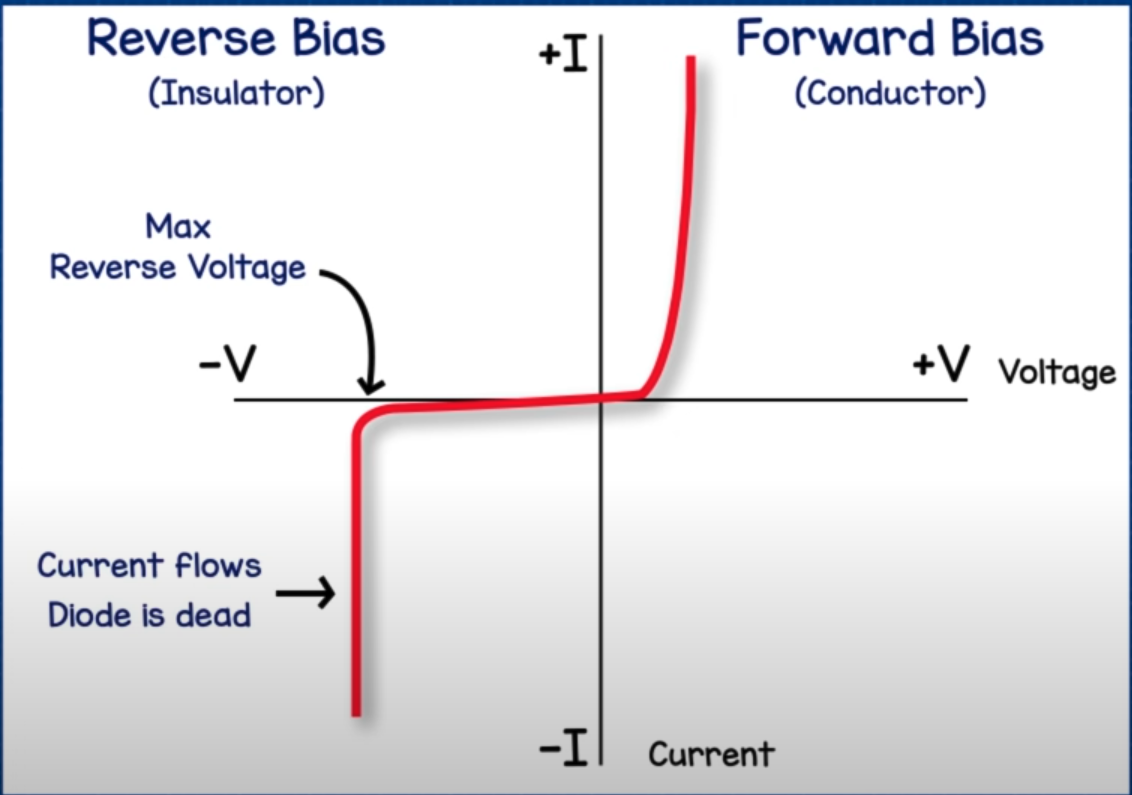 Reverse Bias
(Insulator)
+I
Forward Bias
(Conductor)
Max
Reverse Voltage
-V
+V Voltage
Current flows
Diode is dead
-I
Current